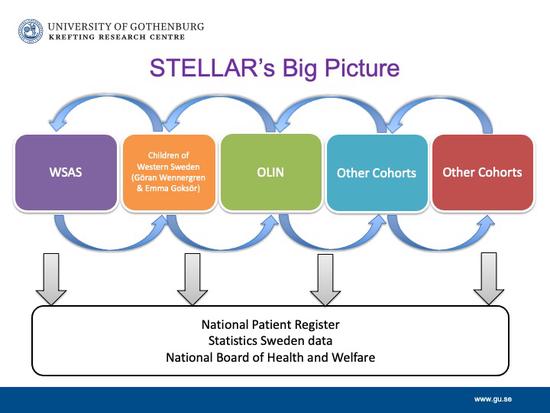 UNIVERSITY OF GOTHENBURG
KREFTING RESEARCH CENTRE
STELLAR's Big Picture
WSAS
Children of
Western Sweden
(Göran Wennergren
& Emma Goksör)
OLIN
Other Cohorts
Other Cohorts
National Patient Register
Statistics Sweden data
National Board of Health and Welfare
www.gu.se